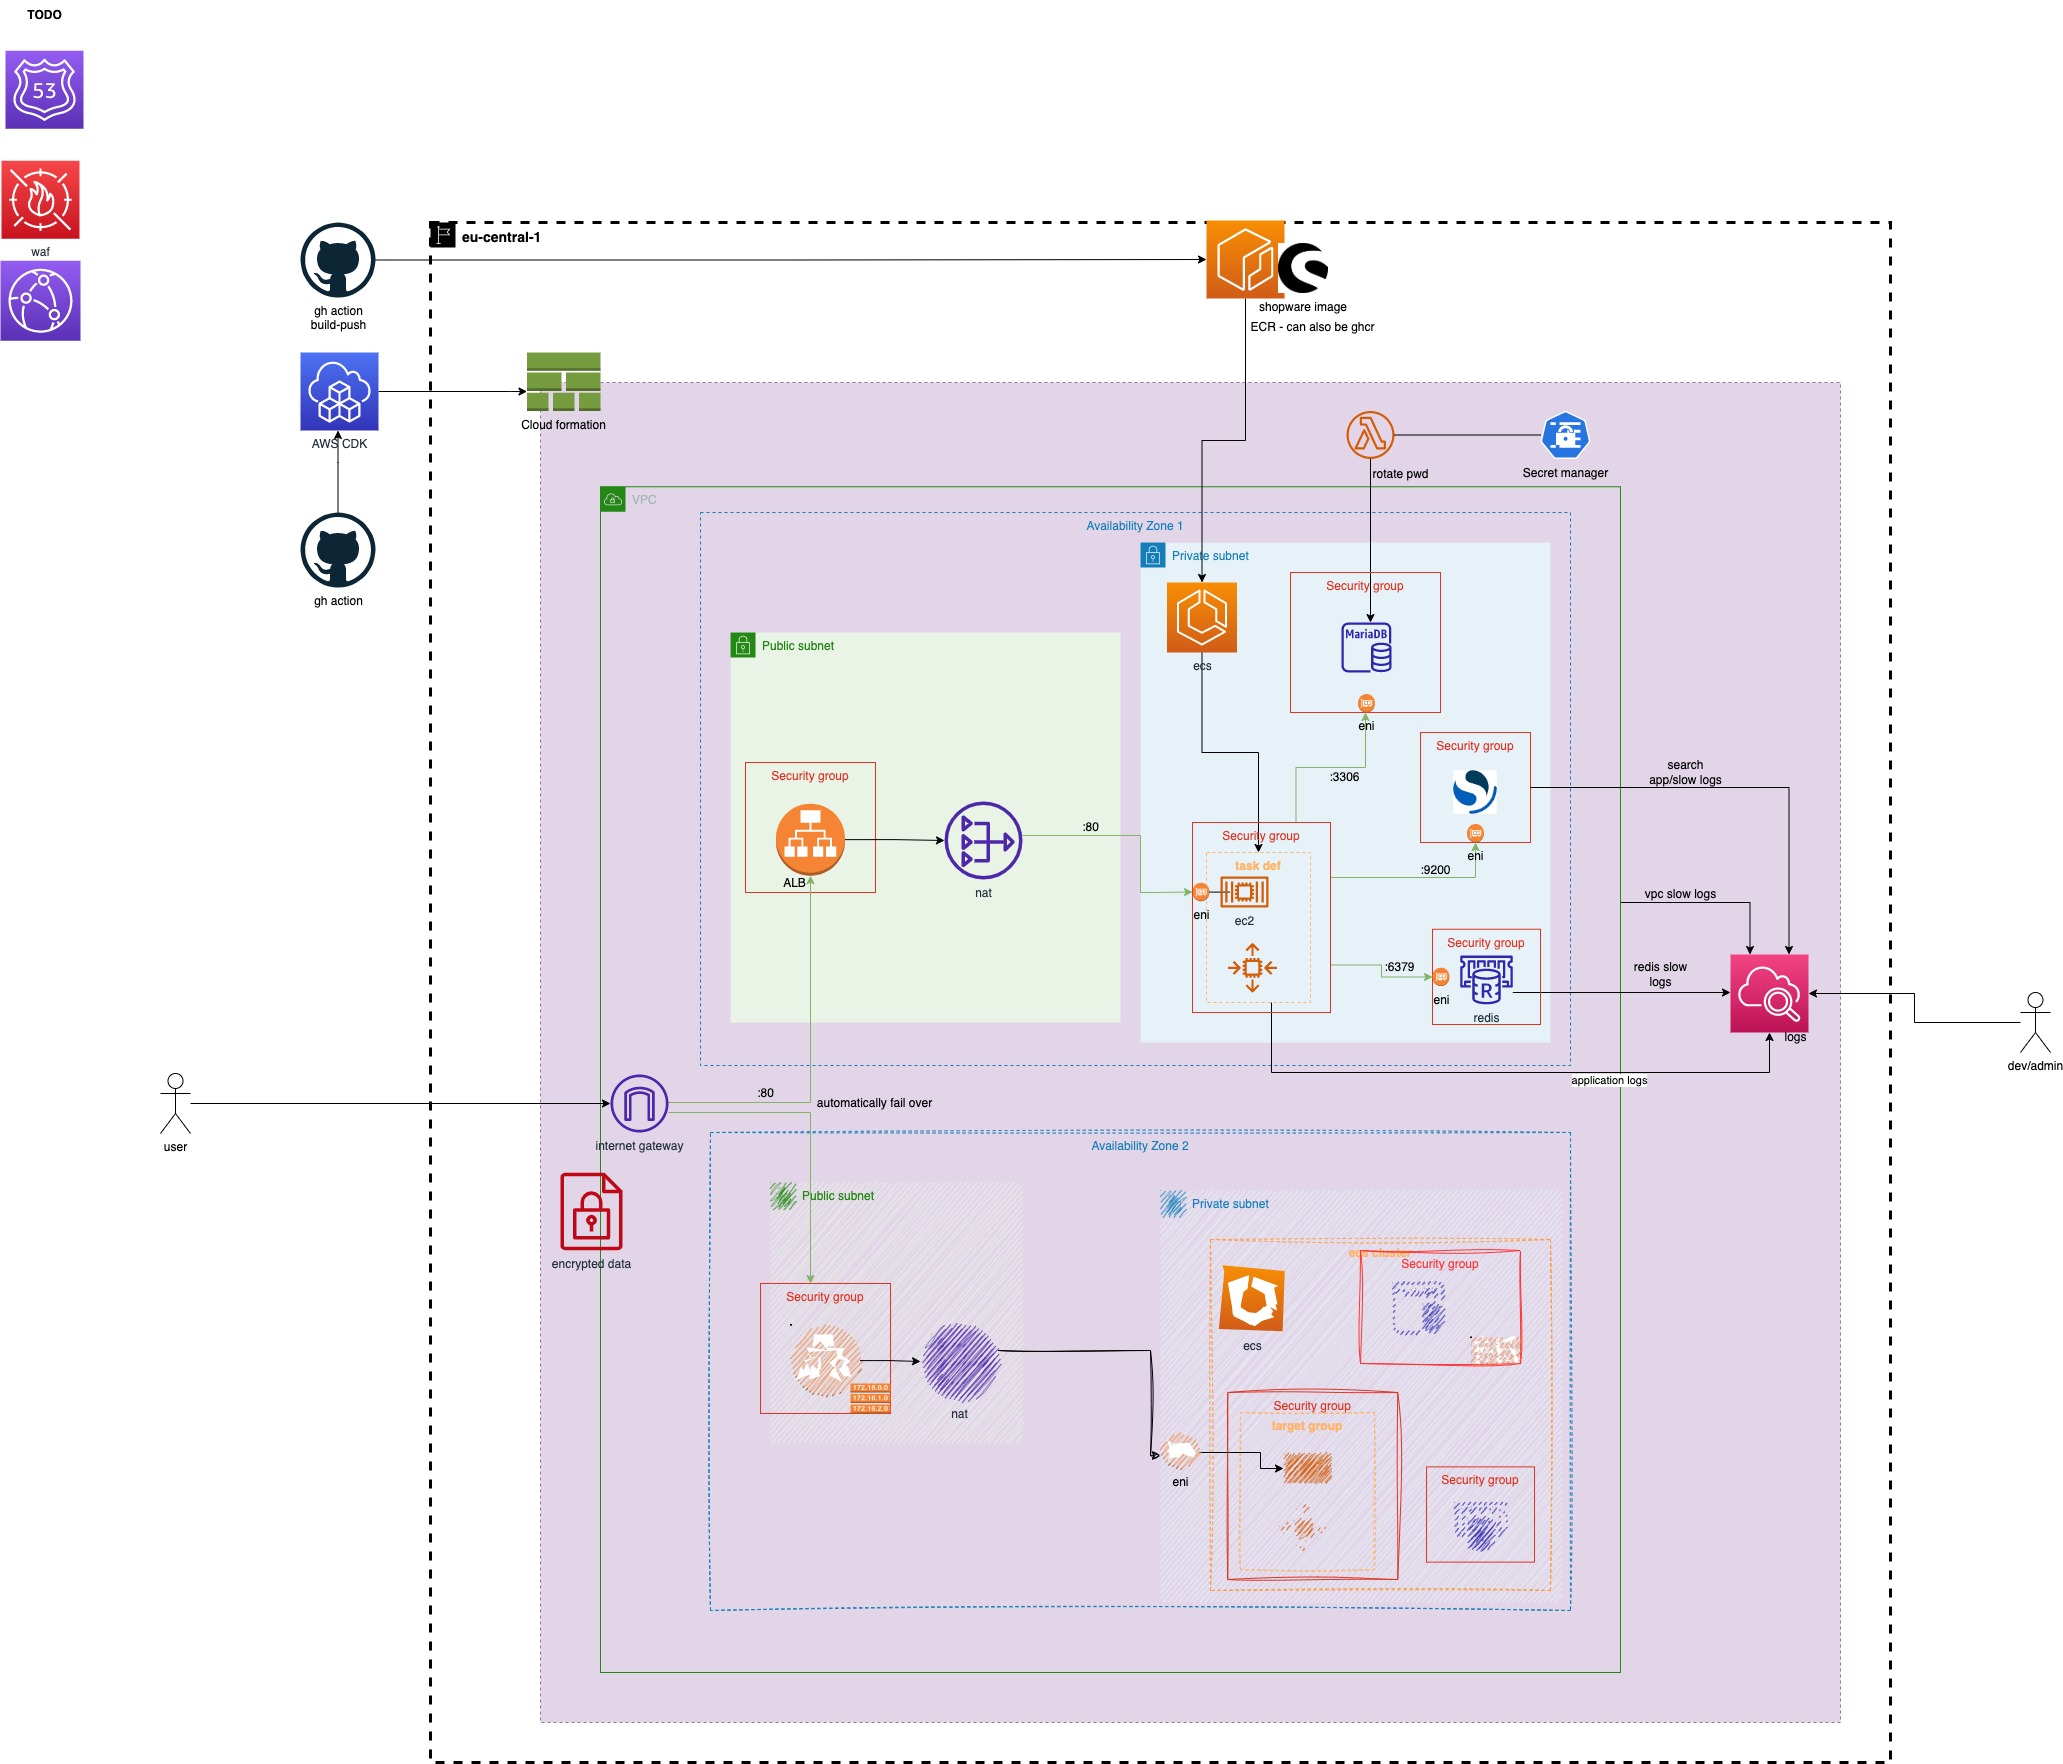 TODO
53
waf
eu-central-1
gh action
build-push
shopware image
ECR - can also be ghcr
AWS CDK
Cloud formation
rotate pwd
Secret manager
VPC
Availability Zone 1
Private subnet
Security group
MariaDB
eni
ecs
gh action
Public subnet
:3306
Security group
eni
search
app/slow logs
Security group
ALB
nat
:80
Security group
task def
eni
ec2
:9200
vpc slow logs
:6379
Security group
eni
R
redis
redis slow
logs
logs
dev/admin
application logs
user
internet gateway
:80
automatically fail over
encrypted data
Availability Zone 2
Public subnet
Private subnet
ecs cluster
Security group
ecs
Security group
172.16.0.0
172.16.1.0
172.16.2.0
nat
eni
Security group
target group
Security group